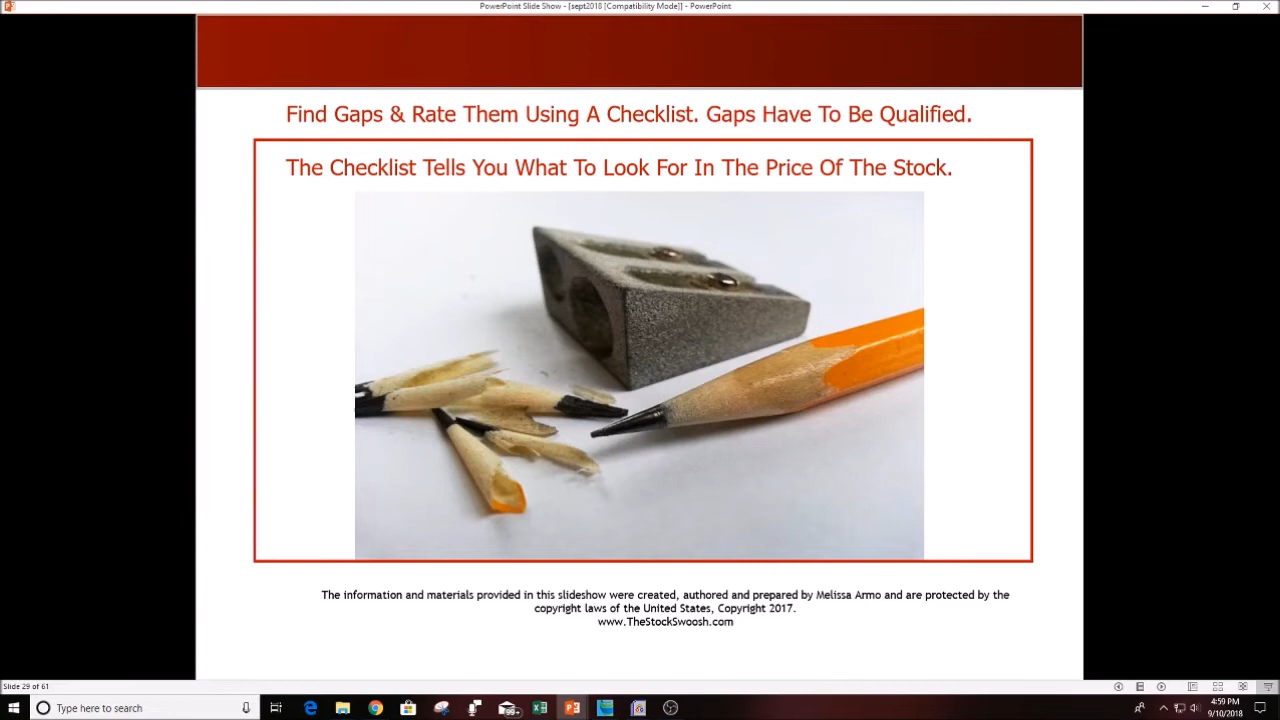 PowerPoint Slide Show - [sept2018 [Compatibility Mode]] - PowerPoint
Find Gaps & Rate Them Using A Checklist. Gaps Have To Be Qualified.
The Checklist Tells You What To Look For In The Price Of The Stock.
The information and materials provided in this slideshow were created, authored and prepared by Melissa Armo and are protected by the
copyright laws of the United States, Copyright 2017.
www.TheStockSwoosh.com
Slide 29 of 61
Type here to search
99+
4:59 PM
9/10/2018